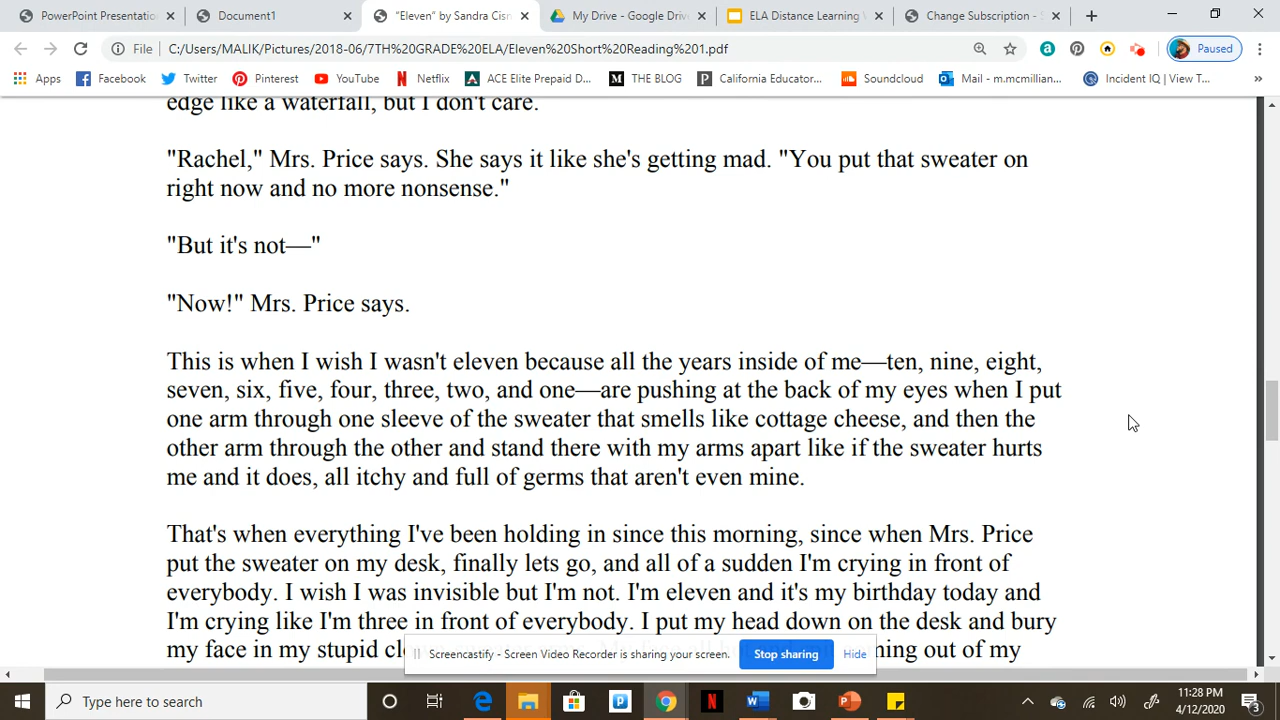 PowerPoint Presentatio
Document1
"Eleven" by Sandra Cisn
My Drive - Google Driv
ELA Distance Learning
Change Subscription - S
File
C:/Users/MALIK/Pictures/2018-06/7TH%20GRADE%20ELA/Eleven%20Short%20Reading%201.pdf
Paused
Apps
Facebook
Twitter
Pinterest
YouTube
Netflix
ACE Elite Prepaid D...
THE BLOG
California Educator...
Soundcloud
Mail - m.mcmillian...
Incident IQ | View T...
edge like a waterfall, but I don't care.
"Rachel," Mrs. Price says. She says it like she's getting mad. "You put that sweater on
right now and no more nonsense."
"But it's not—"
"Now!" Mrs. Price says.
This is when I wish I wasn't eleven because all the years inside of me—ten, nine, eight,
seven, six, five, four, three, two, and one—are pushing at the back of my eyes when I put
one arm through one sleeve of the sweater that smells like cottage cheese, and then the
other arm through the other and stand there with my arms apart like if the sweater hurts
me and it does, all itchy and full of germs that aren't even mine.
That's when everything I've been holding in since this morning, since when Mrs. Price
put the sweater on my desk, finally lets go, and all of a sudden I'm crying in front of
everybody. I wish I was invisible but I'm not. I'm eleven and it's my birthday today and
I'm crying like I'm three in front of everybody. I put my head down on the desk and bury
my face in my stupid cl
ning out of my
Screencastify - Screen Video Recorder is sharing your screen.
Stop sharing
Hide
Type here to search
11:28 PM
4/12/2020
3